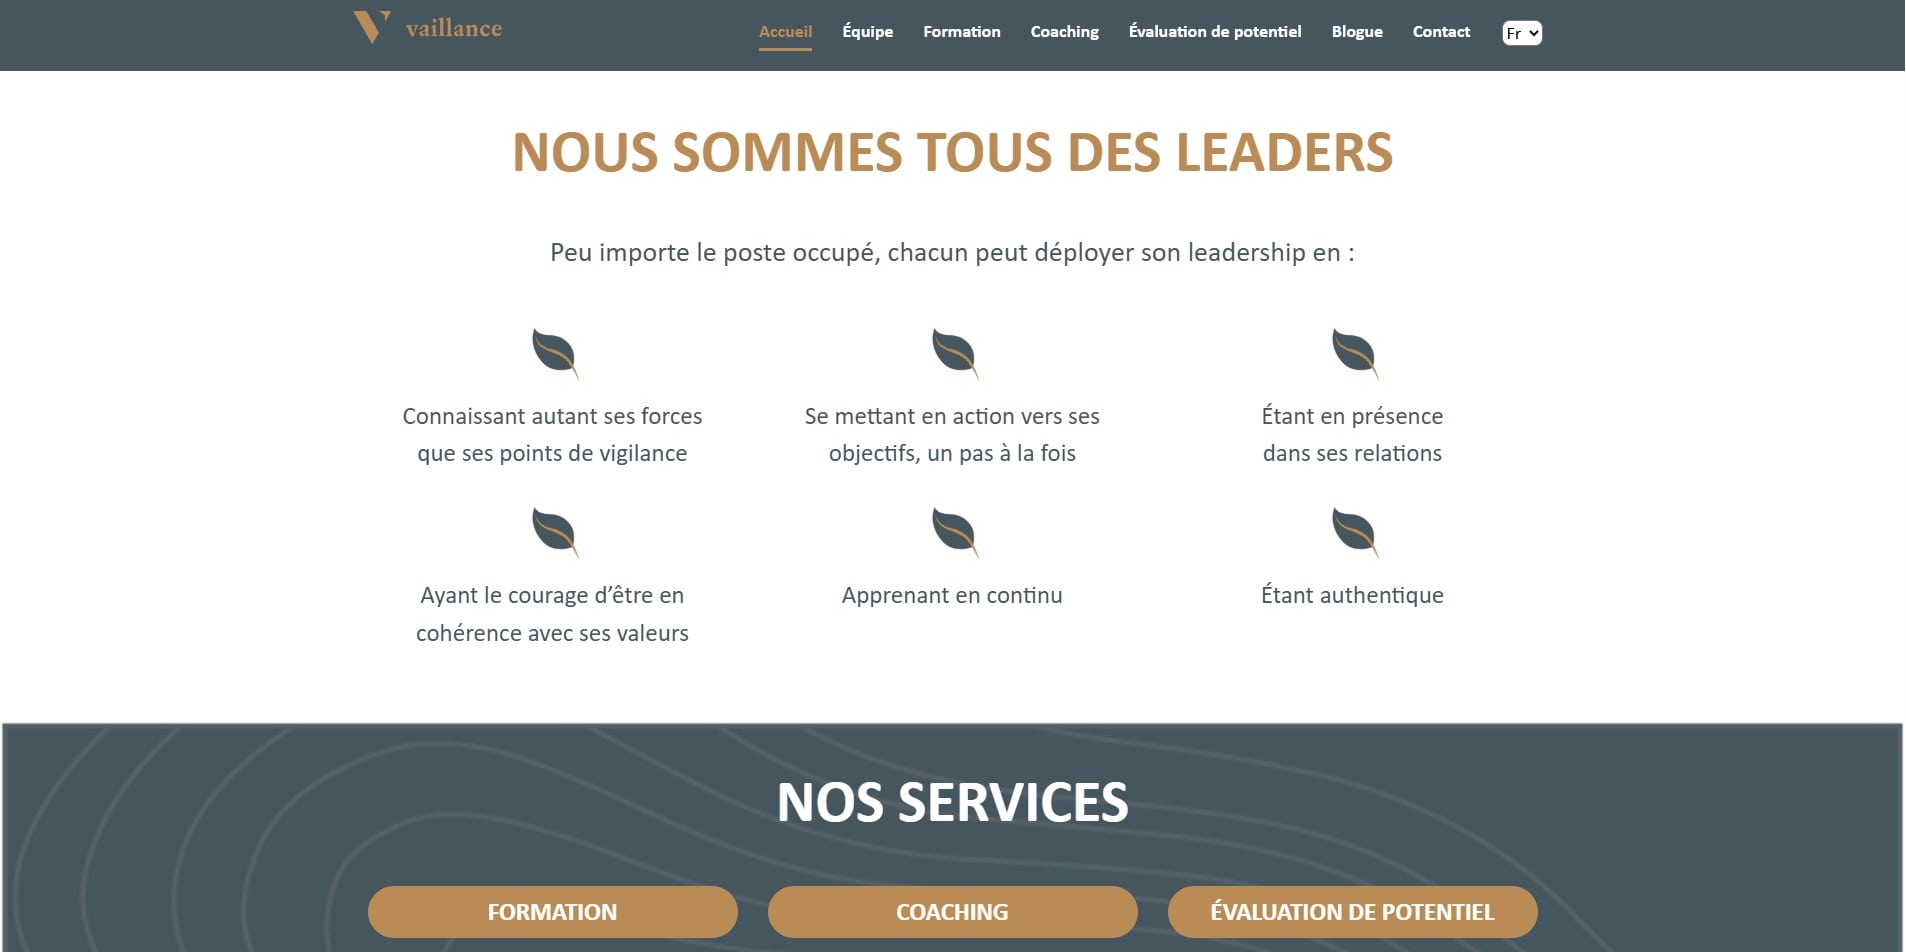 vaillance
Accueil Équipe Formation Coaching Évaluation de potentiel Blogue Contact Fr
NOUS SOMMES TOUS DES LEADERS
Peu importe le poste occupé, chacun peut déployer son leadership en :
Connaissant autant ses forces
que ses points de vigilance
Se mettant en action vers ses
objectifs, un pas à la fois
Étant en présence
dans ses relations
Ayant le courage d’être en
cohérence avec ses valeurs
Apprenant en continu
Étant authentique
NOS SERVICES
FORMATION
COACHING
ÉVALUATION DE POTENTIEL